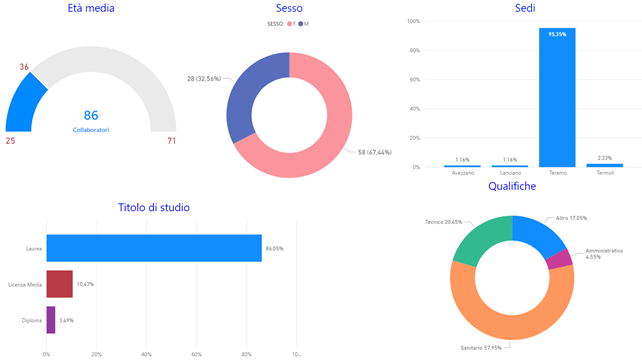 Età media
36
86
Collaboratori
25
71
Sesso
SESSO F M
28 (32,56%)
58 (67,44%)
Sedi
100%
80%
60%
40%
20%
0%
1.16%
1.16%
95,35%
2.33%
Avezzano
Lanciano
Teramo
Termoli
Titolo di studio
Laurea
86.05%
Licenza Media
10,47%
Diploma
3.49%
0%
20%
40%
60%
80%
10...
Qualifiche
Tecnico 20.45%
Altro 17.05%
Amministrativa
4.55%
Sanitario 57.95%